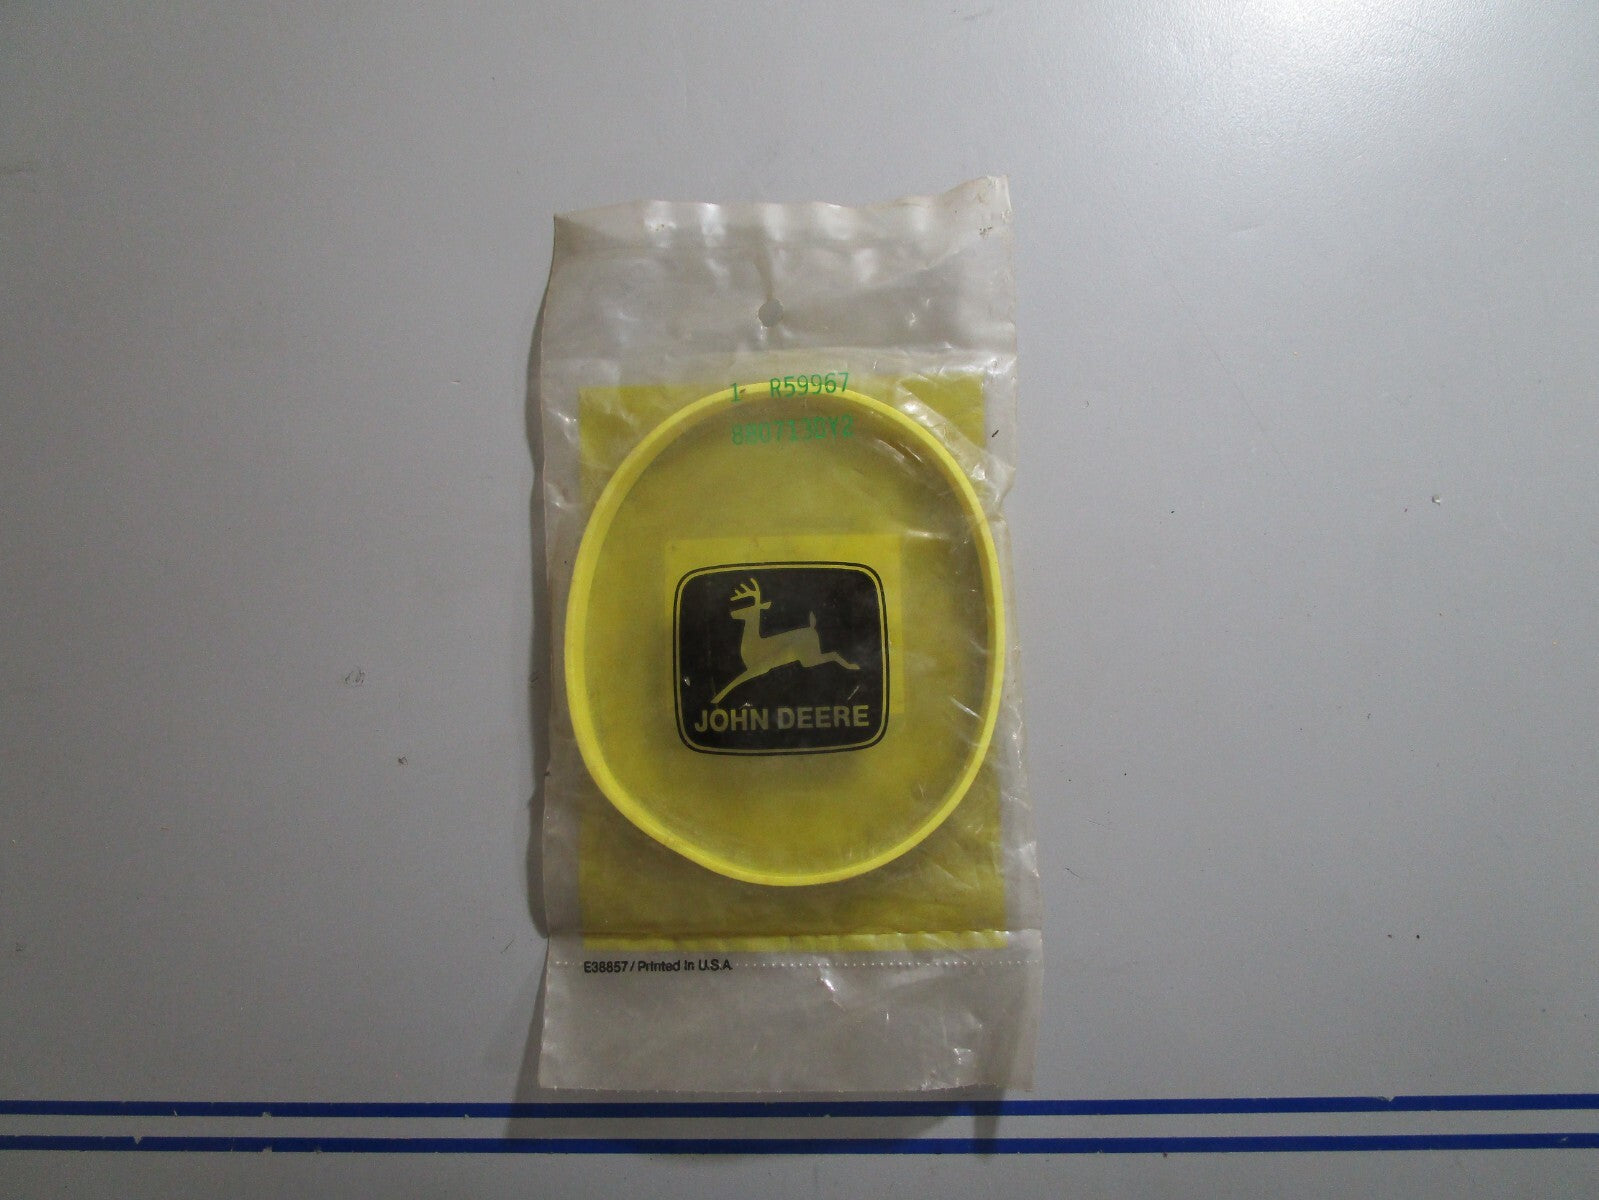 1- R59967
JOHN DEERE
E38857 / Printed in U.S.A.